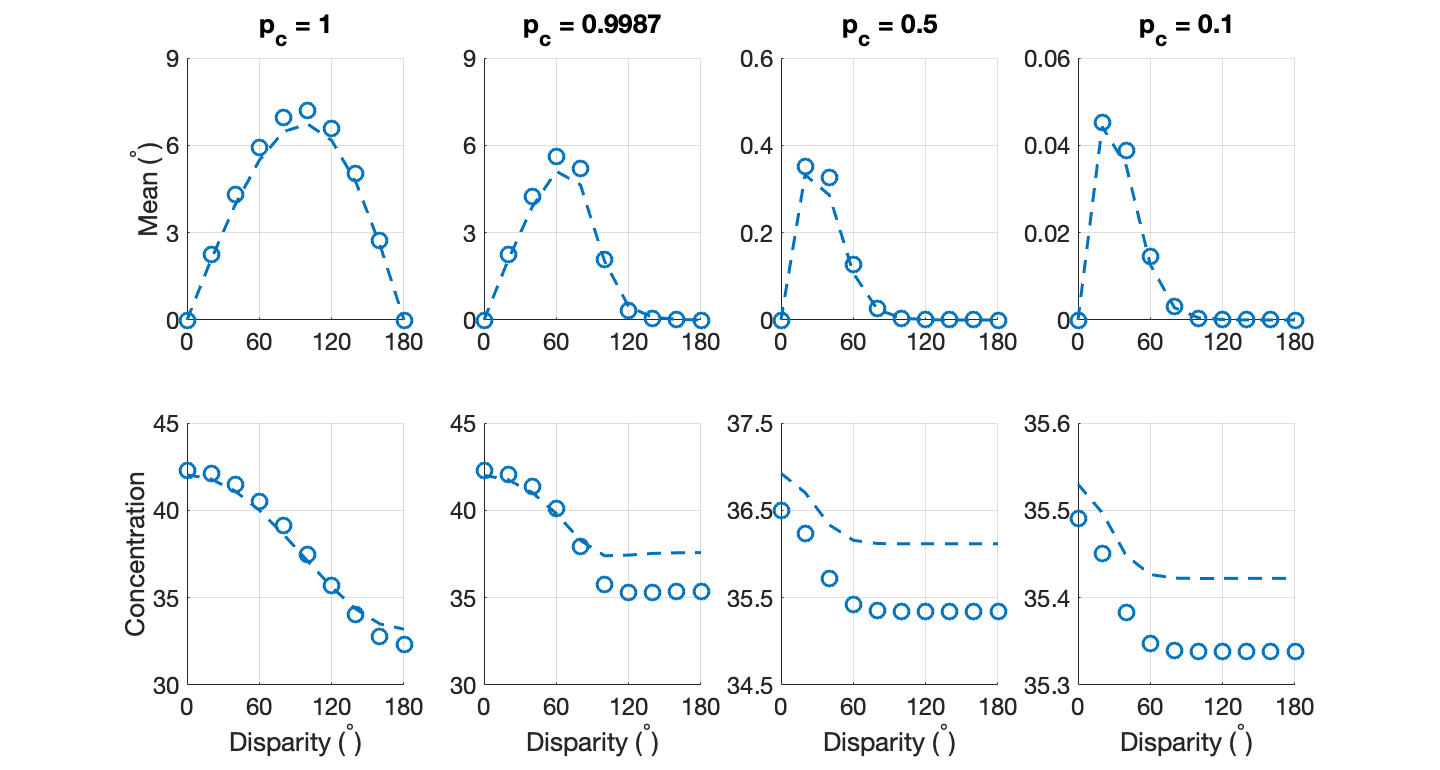 p_c = 1 p_c = 0.9987 p_c = 0.5 p_c = 0.1
9 9 0.6 0.06
6 6 0.4 0.04
Mean (°)
3 3 0.2 0.02
0 0 0 0
0 60 120 180 0 60 120 180 0 60 120 180 0 60 120 180
45 45 37.5 35.6
40 40 36.5 35.5
Concentration
35 35 35.5 35.4
30 30 34.5 35.3
0 60 120 180 0 60 120 180 0 60 120 180 0 60 120 180
Disparity (°) Disparity (°) Disparity (°) Disparity (°)